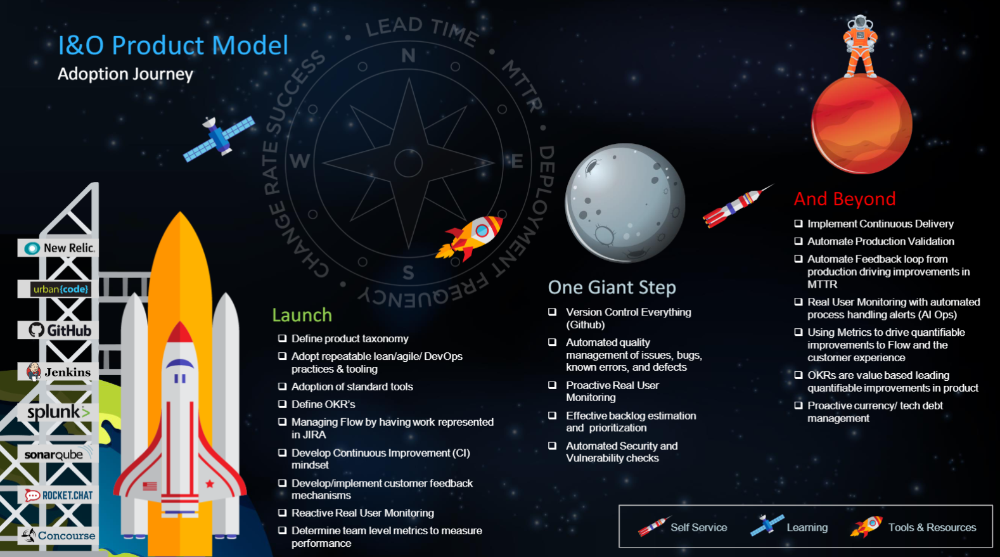 I&O Product Model
Adoption Journey
LEAD TIME • MTTR • DEPLOYMENT FREQUENCY • CHANGE RATE SUCCESS •
N
W
E
S
New Relic.
urban{code}
GitHub
Jenkins
splunk>
sonarqube
ROCKET.CHAT
Concourse
Launch
Define product taxonomy
Adopt repeatable lean/agile/ DevOps
practices & tooling
Adoption of standard tools
Define OKR's
Managing Flow by having work represented
in JIRA
Develop Continuous Improvement (CI)
mindset
Develop/implement customer feedback
mechanisms
Reactive Real User Monitoring
Determine team level metrics to measure
performance
One Giant Step
Version Control Everything
(Github)
Automated quality
management of issues, bugs,
known errors, and defects
Proactive Real User
Monitoring
Effective backlog estimation
and prioritization
Automated Security and
Vulnerability checks
And Beyond
Implement Continuous Delivery
Automate Production Validation
Automate Feedback loop from
production driving improvements in
MTTR
Real User Monitoring with automated
process handling alerts (AI Ops)
Using Metrics to drive quantifiable
improvements to Flow and the
customer experience
OKRs are value based leading
quantifiable improvements in product
Proactive currency/ tech debt
management
Self Service
Learning
Tools & Resources